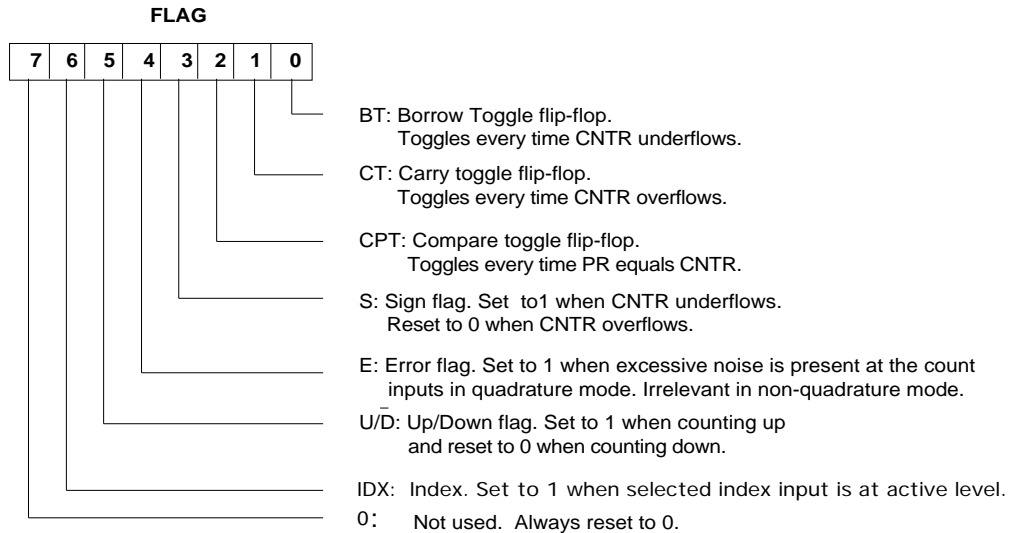 FLAG
7 6 5 4 3 2 1 0
BT: Borrow Toggle flip-flop.
Toggles every time CNTR underflows.
CT: Carry toggle flip-flop.
Toggles every time CNTR overflows.
CPT: Compare toggle flip-flop.
Toggles every time PR equals CNTR.
S: Sign flag. Set to1 when CNTR underflows.
Reset to 0 when CNTR overflows.
E: Error flag. Set to 1 when excessive noise is present at the count
inputs in quadrature mode. Irrelevant in non-quadrature mode.
U/D̅: Up/Down flag. Set to 1 when counting up
and reset to 0 when counting down.
IDX: Index. Set to 1 when selected index input is at active level.
0: Not used. Always reset to 0.